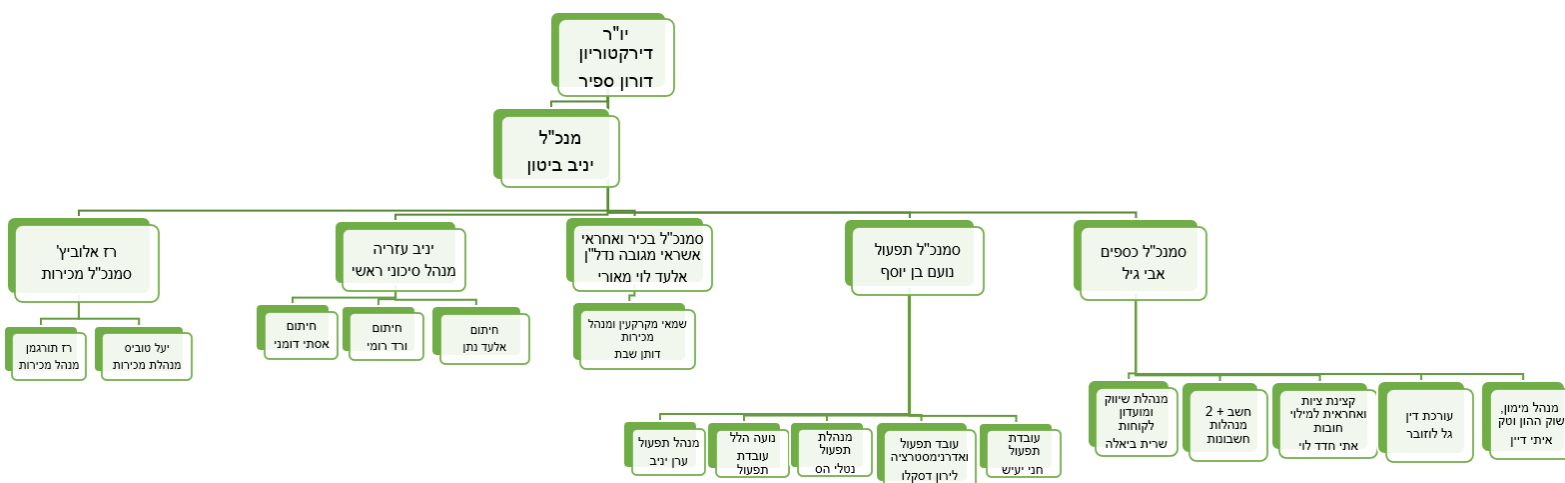 יו"ר
דירקטוריון
דורון ספיר
מנכ"ל
יניב ביטון
סמנכ"ל כספים
אבי גיל
סמנכ"ל תפעול
נועם בן יוסף
סמנכ"ל בכיר ואחראי
אשראי מגובה נדל"ן
אלעד לוי מאורי
יניב עזריה
מנהל סיכוני ראשי
רז אלוביץ'
סמנכ"ל מכירות
מנהל מימון,
שוק ההון וטק
איתי דיין
עורכת דין
גל לוזובר
קצינת ציות
ואחראית למילוי
חובות
אתי חדד לוי
חשב + 2
מנהלות
חשבונות
מנהלת שיווק
ומועדון
לקוחות
שרית ביאלה
עובדת
תפעול
חני יעיש
עובד תפעול
ואדרנימסטרציה
לירון דסקלו
מנהלת
תפעול
נטלי הס
נועה הלל
עובדת
תפעול
מנהל תפעול
ערן יניב
שמאי מקרקעין ומנהל
מכירות
דותן שבת
חיתום
אלעד נתן
חיתום
ורד רומי
חיתום
אסתי דומני
יעל טוביס
מנהלת מכירות
רז תורגמן
מנהל מכירות